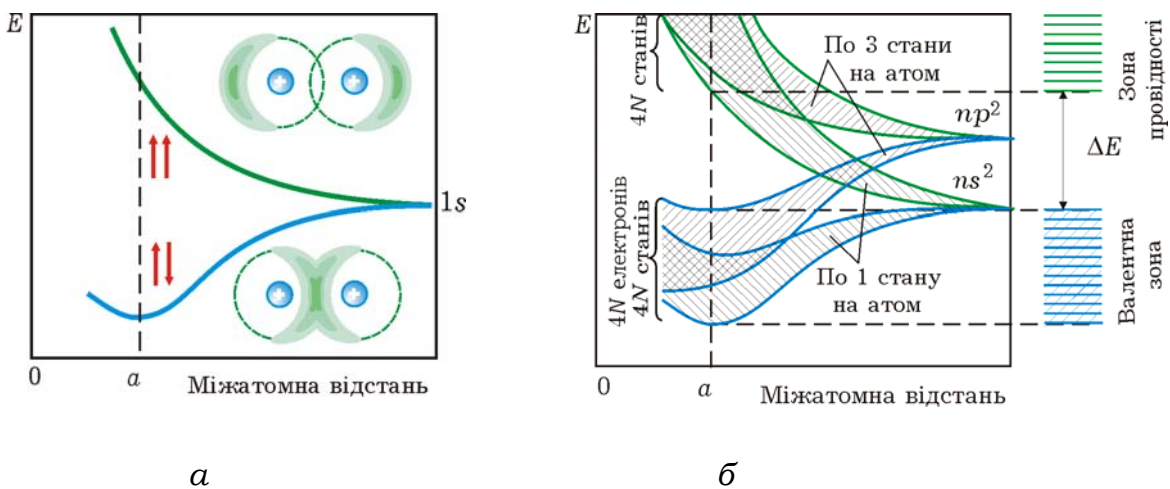 E
1s
0
a
Міжатомна відстань
а
E
4N станів
По 3 стани
на атом
np²
ns²
4N електронів
4N станів
По 1 стану
на атом
0
a
Міжатомна відстань
Зона
провідності
ΔE
Валентна
зона
б